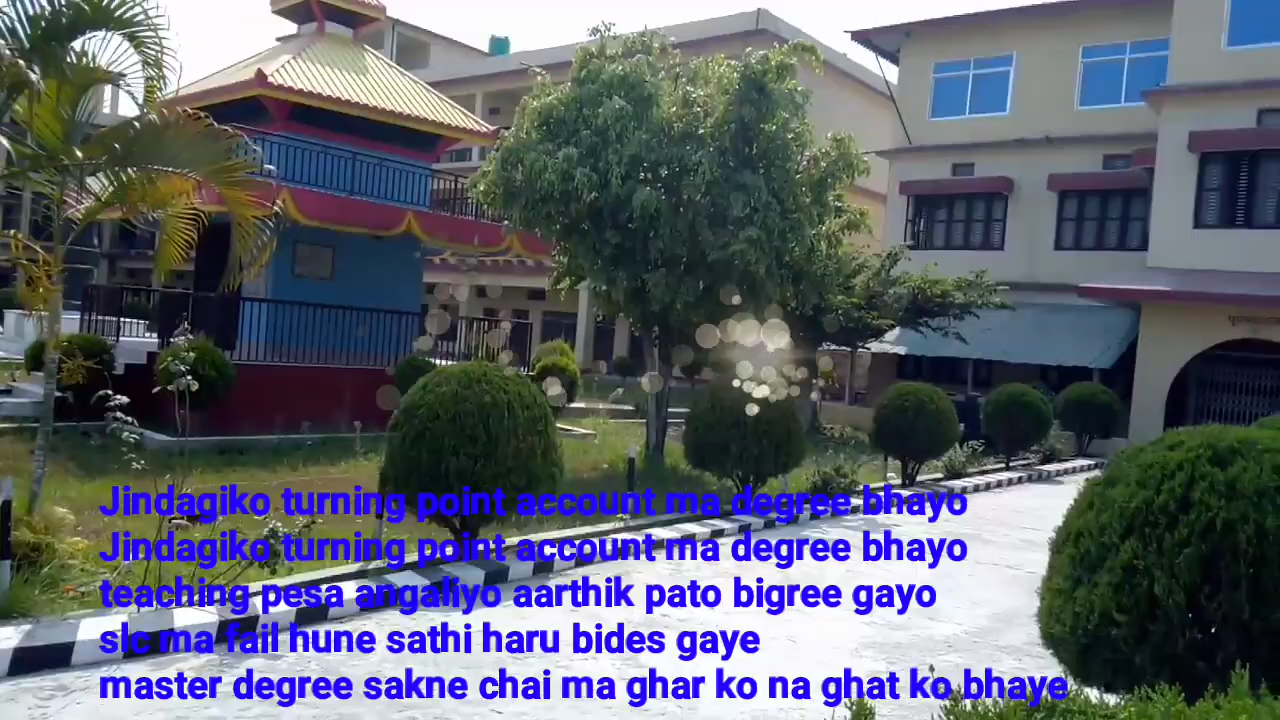 Jindagiko turning point account ma degree bhayo
Jindagiko turning point account ma degree bhayo
teaching pesa angaliyo aarthik pato bigree gayo
slc ma fail hune sathi haru bides gaye
master degree sakne chai ma ghar ko na ghat ko bhaye